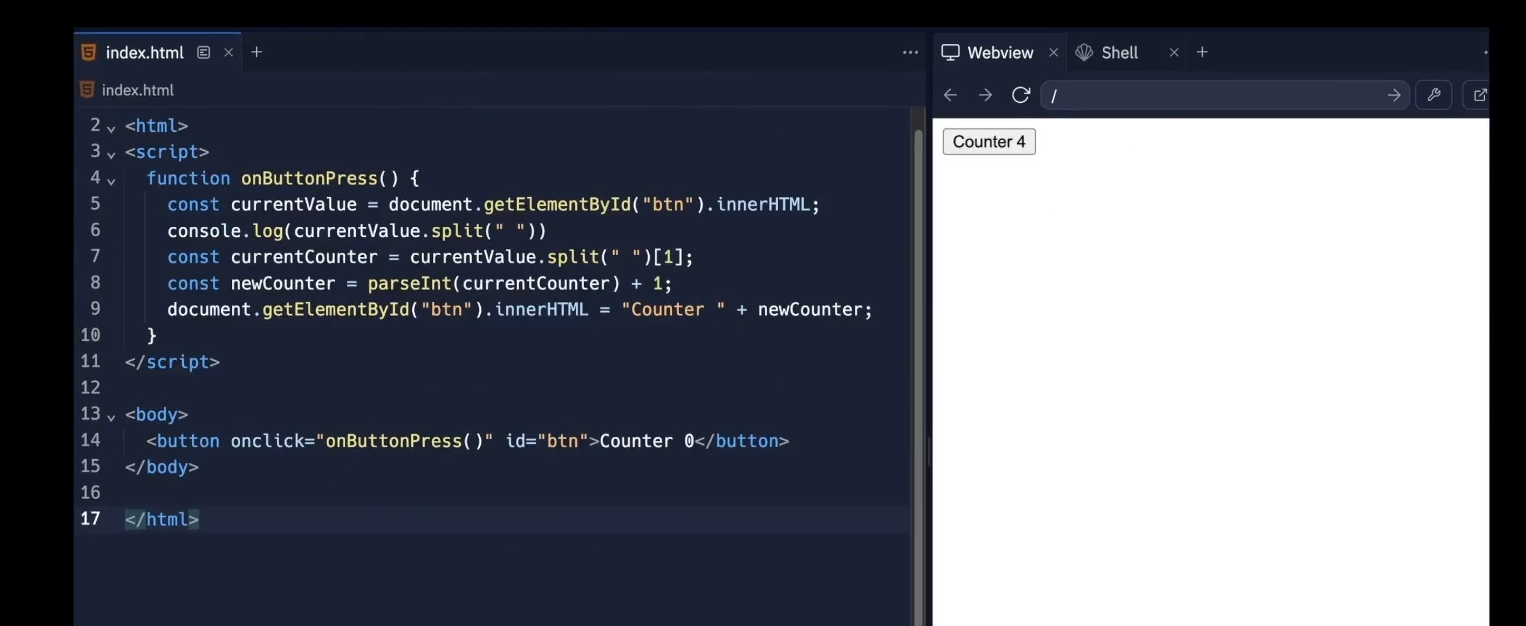 index.html
index.html
2 <html>
3 <script>
4 function onButtonPress() {
5 const currentValue = document.getElementById("btn").innerHTML;
6 console.log(currentValue.split(" "))
7 const currentCounter = currentValue.split(" ")[1];
8 const newCounter = parseInt(currentCounter) + 1;
9 document.getElementById("btn").innerHTML = "Counter " + newCounter;
10 }
11 </script>
12
13 <body>
14 <button onclick="onButtonPress()" id="btn">Counter 0</button>
15 </body>
16
17 </html>
Webview
Shell
/
Counter 4